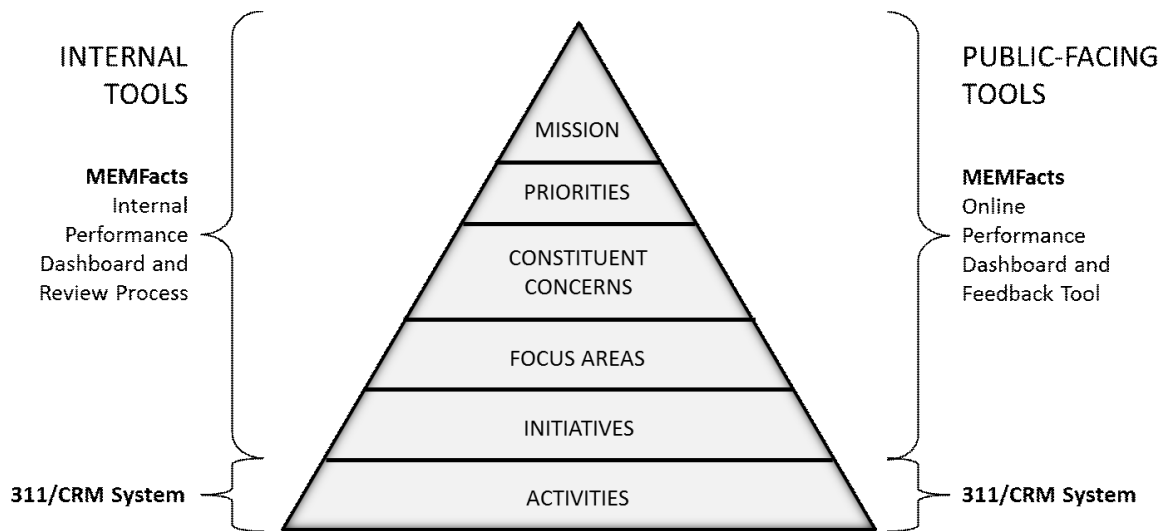 INTERNAL
TOOLS
MEMFacts
Internal
Performance
Dashboard and
Review Process
311/CRM System
MISSION
PRIORITIES
CONSTITUENT
CONCERNS
FOCUS AREAS
INITIATIVES
ACTIVITIES
PUBLIC-FACING
TOOLS
MEMFacts
Online
Performance
Dashboard and
Feedback Tool
311/CRM System